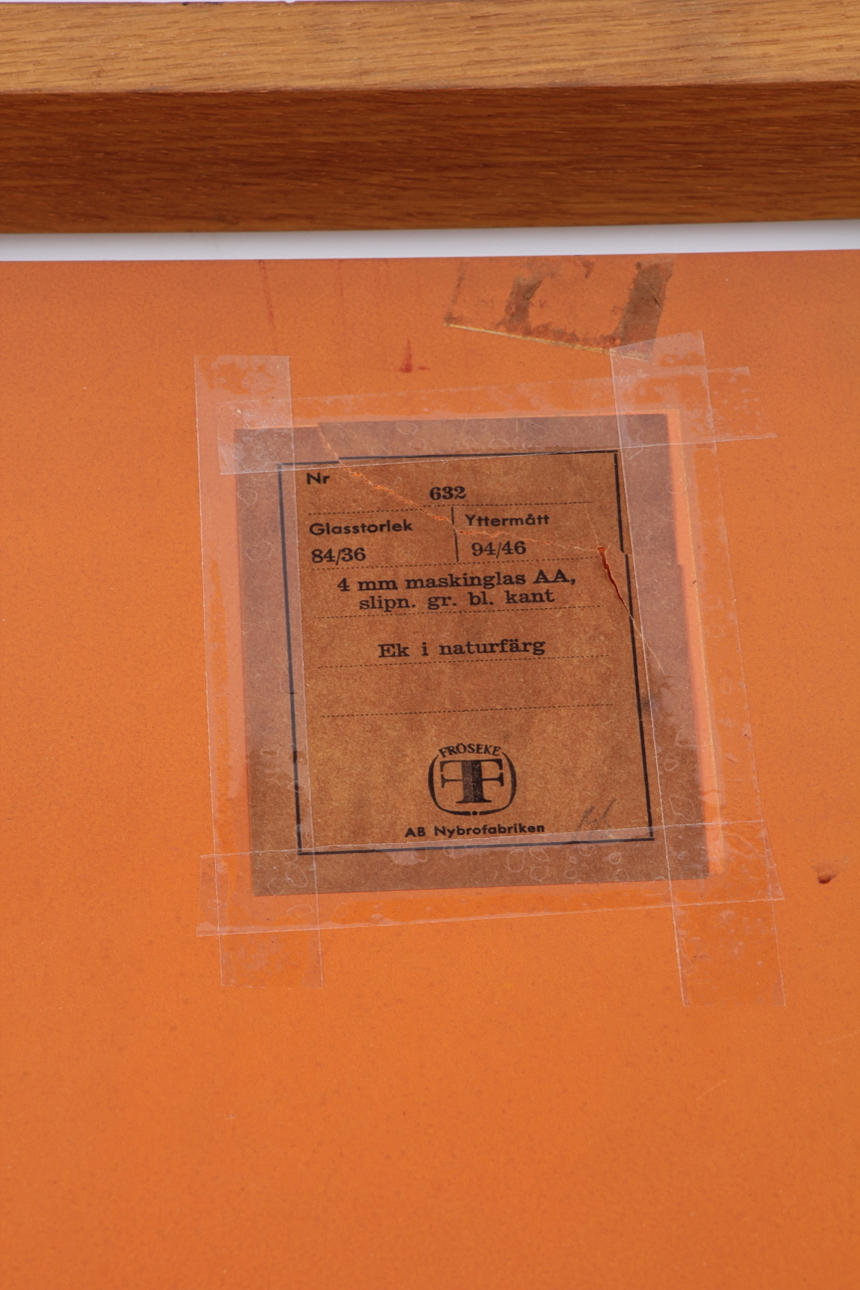 Nr
632
Glasstorlek Yttermått
84/36 94/46
4 mm maskinglas AA,
slipn. gr. bl. kant
Ek i naturfärg
FRÖSEKE
AB Nybrofabriken